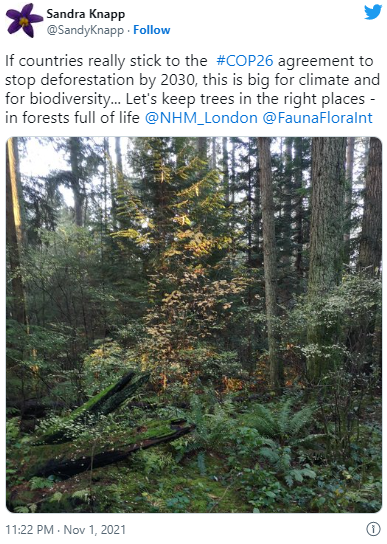 Sandra Knapp
@SandyKnapp · Follow
If countries really stick to the #COP26 agreement to
stop deforestation by 2030, this is big for climate and
for biodiversity... Let's keep trees in the right places -
in forests full of life @NHM_London @FaunaFloraInt
11:22 PM · Nov 1, 2021